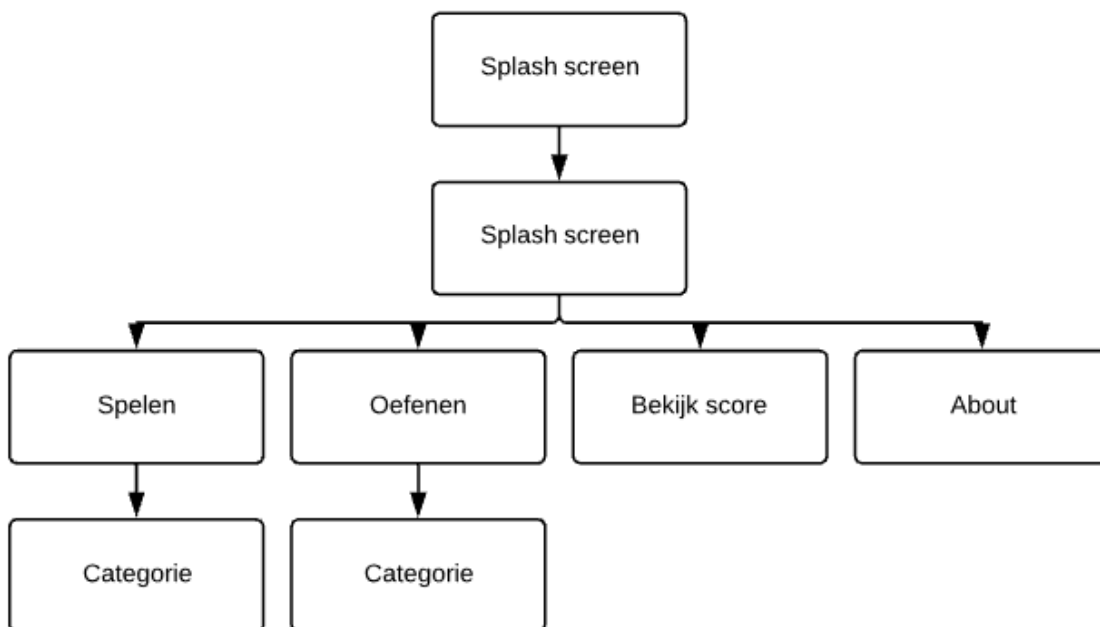 Splash screen
Splash screen
Spelen
Oefenen
Bekijk score
About
Categorie
Categorie